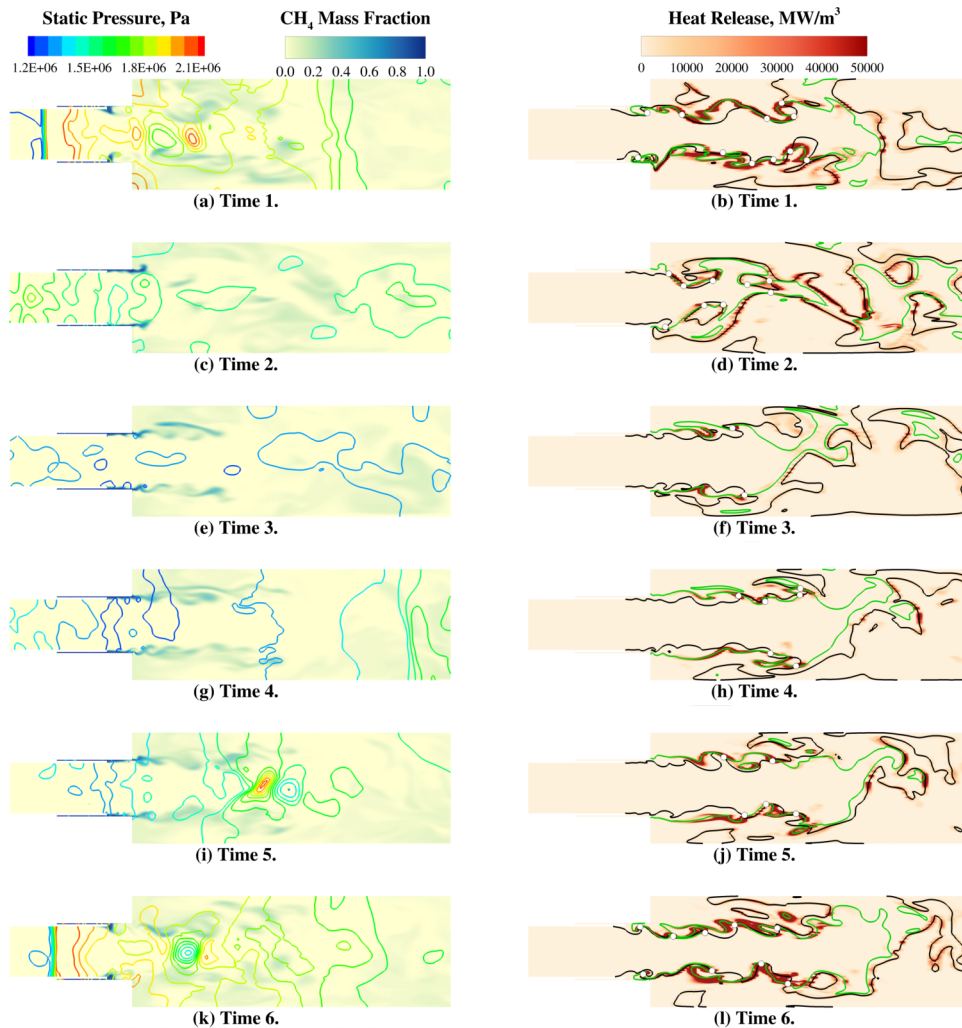 Static Pressure, Pa
1.2E+06 1.5E+06 1.8E+06 2.1E+06
CH4 Mass Fraction
0.0 0.2 0.4 0.6 0.8 1.0
Heat Release, MW/m³
0 10000 20000 30000 40000 50000
(a) Time 1.
(b) Time 1.
(c) Time 2.
(d) Time 2.
(e) Time 3.
(f) Time 3.
(g) Time 4.
(h) Time 4.
(i) Time 5.
(j) Time 5.
(k) Time 6.
(l) Time 6.